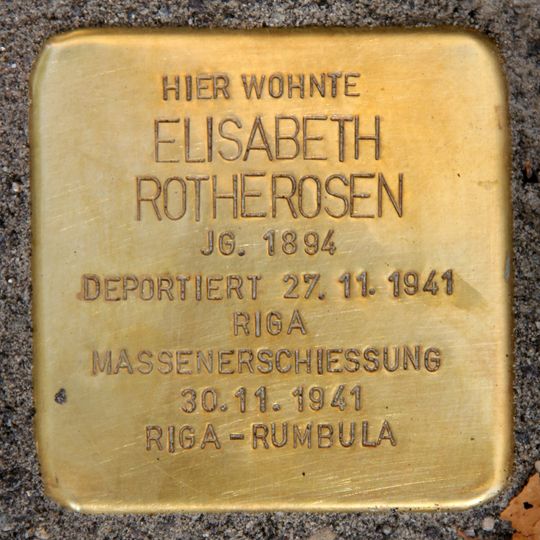 HIER WOHNTE
ELISABETH
ROTHEROSEN
JG. 1894
DEPORTIERT 27. 11. 1941
RIGA
MASSENERSCHIESSUNG
30. 11. 1941
RIGA - RUMBULA